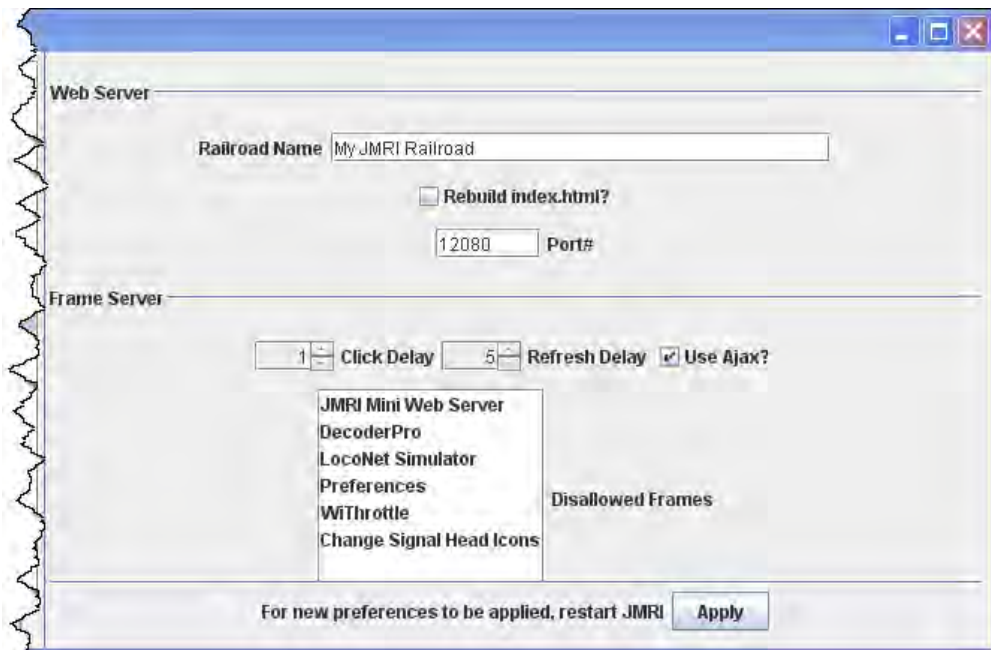 Web Server
Railroad Name My JMRI Railroad
Rebuild index.html?
12080 Port#
Frame Server
1 Click Delay 5 Refresh Delay Use Ajax?
JMRI Mini Web Server
DecoderPro
LocoNet Simulator
Preferences
WiThrottle
Change Signal Head Icons
Disallowed Frames
For new preferences to be applied, restart JMRI Apply